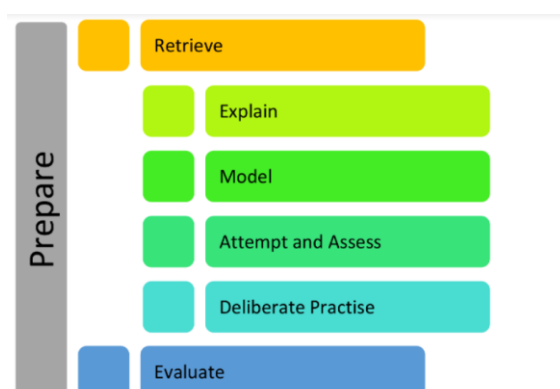 Prepare
Retrieve
Explain
Model
Attempt and Assess
Deliberate Practise
Evaluate